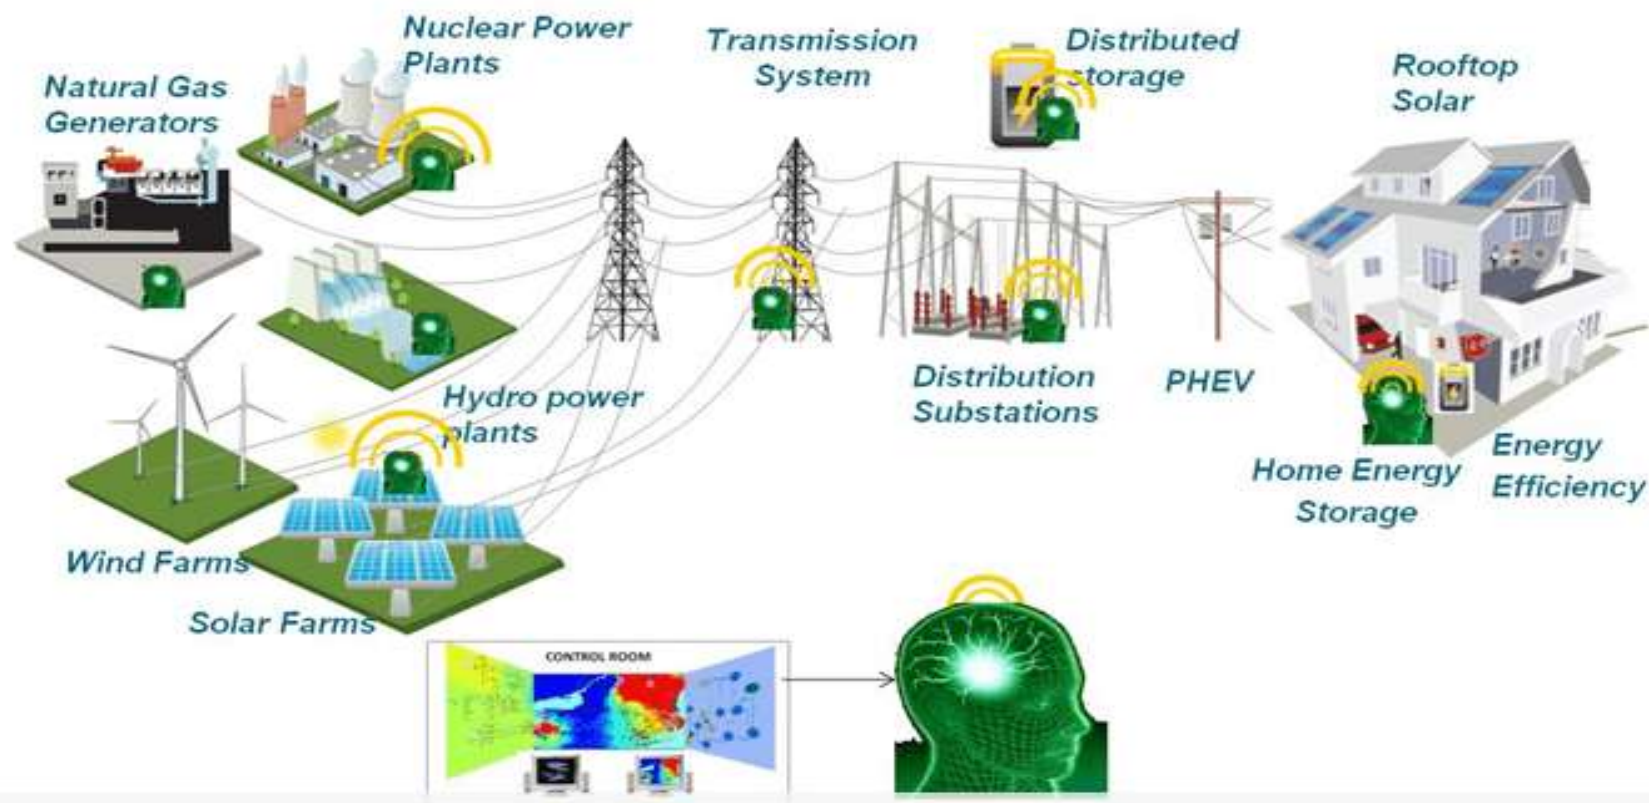 Nuclear Power
Plants
Transmission
System
Distributed
storage
Rooftop
Solar
Natural Gas
Generators
Hydro power
plants
Distribution
Substations
PHEV
Energy
Efficiency
Home Energy
Storage
Wind Farms
Solar Farms
CONTROL ROOM